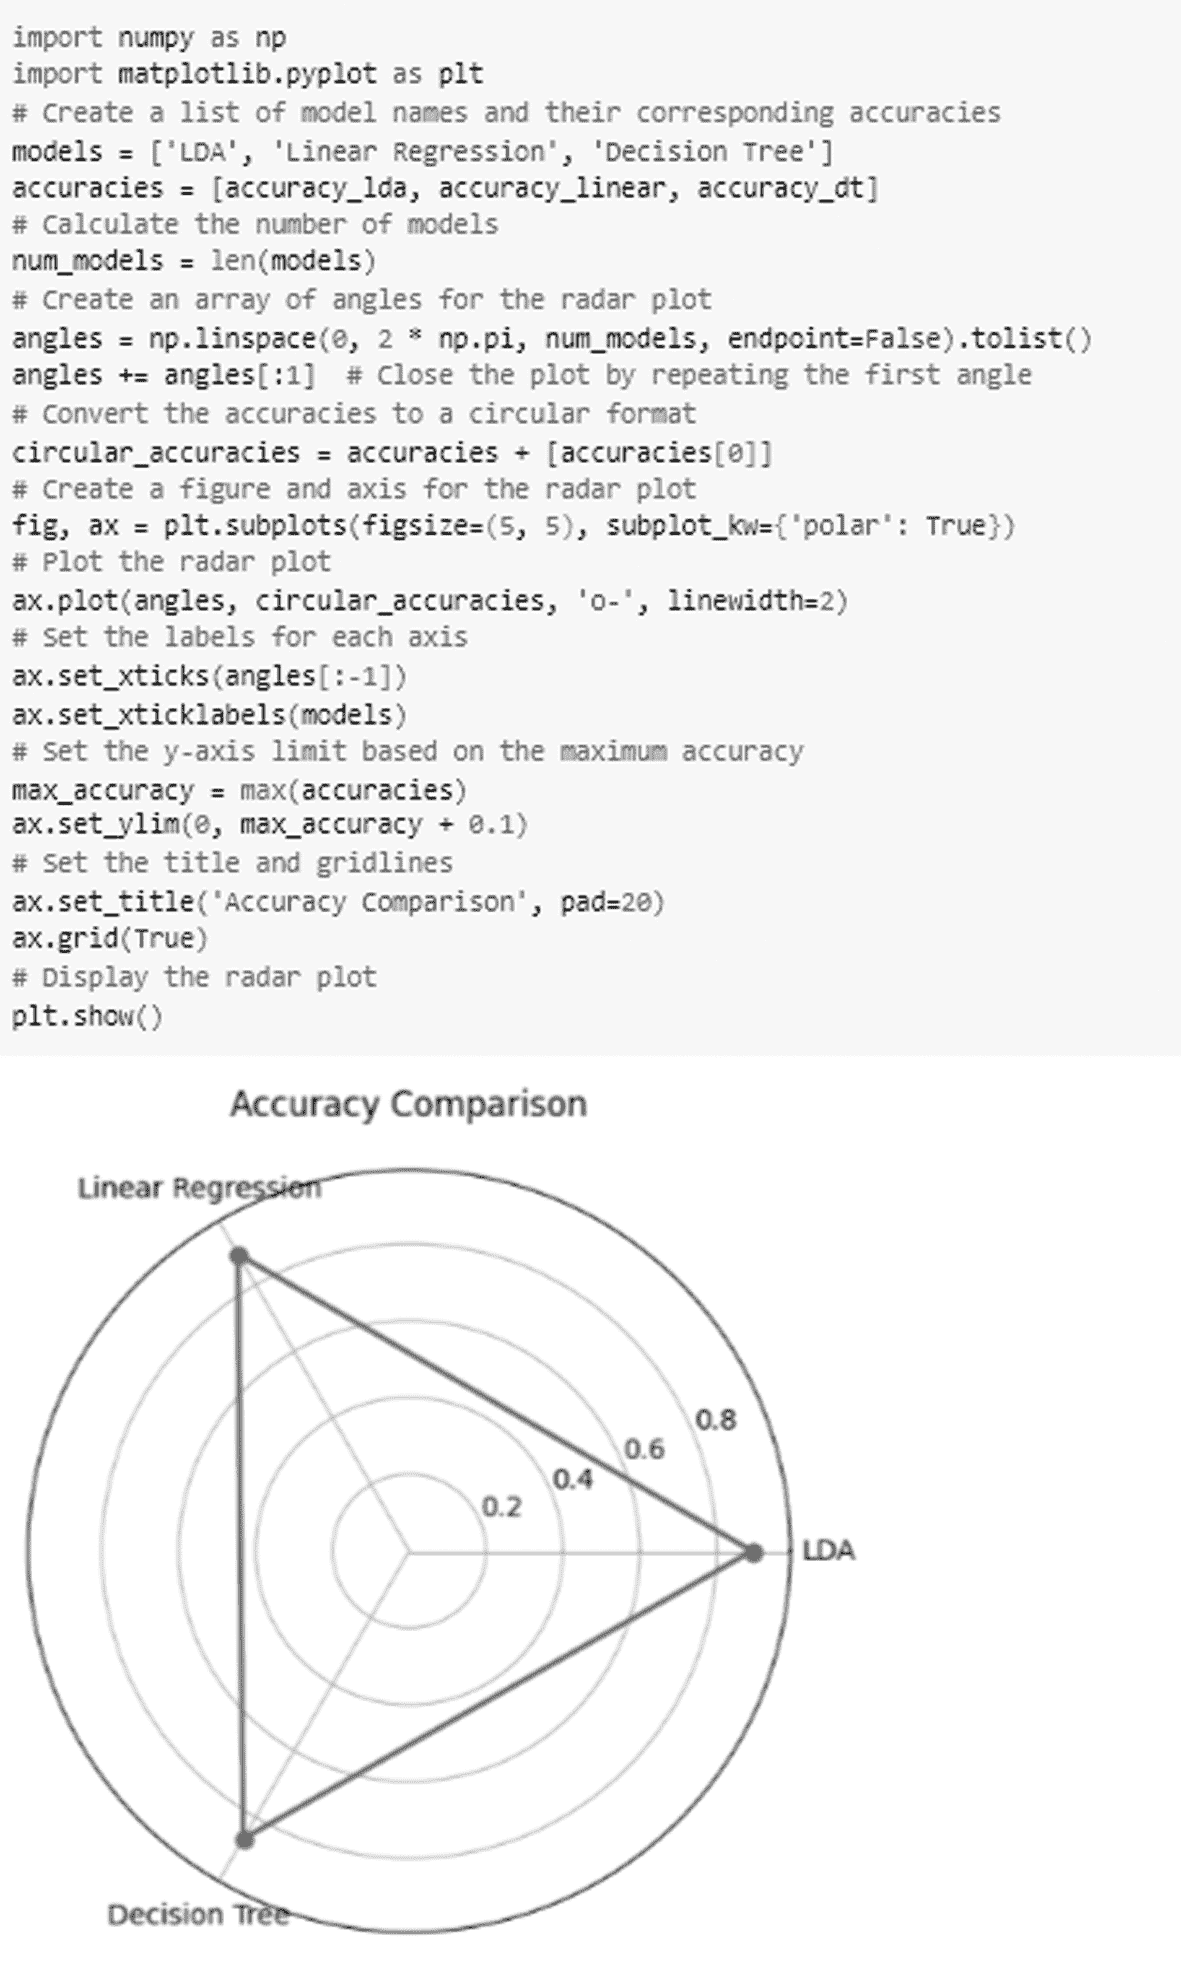 import numpy as np
import matplotlib.pyplot as plt
# Create a list of model names and their corresponding accuracies
models = ['LDA', 'Linear Regression', 'Decision Tree']
accuracies = [accuracy_lda, accuracy_linear, accuracy_dt]
# Calculate the number of models
num_models = len(models)
# Create an array of angles for the radar plot
angles = np.linspace(0, 2 * np.pi, num_models, endpoint=False).tolist()
angles += angles[:1]  # Close the plot by repeating the first angle
# Convert the accuracies to a circular format
circular_accuracies = accuracies + [accuracies[0]]
# Create a figure and axis for the radar plot
fig, ax = plt.subplots(figsize=(5, 5), subplot_kw={'polar': True})
# Plot the radar plot
ax.plot(angles, circular_accuracies, 'o-', linewidth=2)
# Set the labels for each axis
ax.set_xticks(angles[:-1])
ax.set_xticklabels(models)
# Set the y-axis limit based on the maximum accuracy
max_accuracy = max(accuracies)
ax.set_ylim(0, max_accuracy + 0.1)
# Set the title and gridlines
ax.set_title('Accuracy Comparison', pad=20)
ax.grid(True)
# Display the radar plot
plt.show()
Accuracy Comparison
Linear Regression
0.8
0.6
0.4
0.2
LDA
Decision Tree